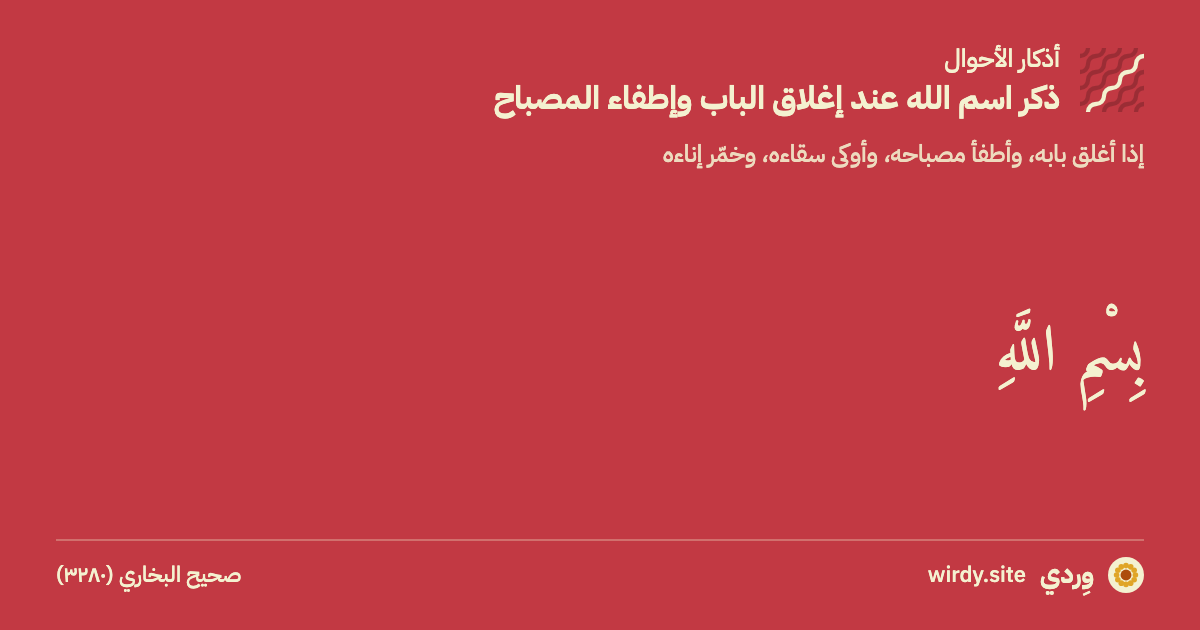 أذكار الأحوال
ذكر اسم الله عند إغلاق الباب وإطفاء المصباح
إذا أغلق بابه، وأطفأ مصباحه، وأوكى سقاءه، وخمّر إناءه
بِسْمِ اللَّهِ
وِردي wirdy.site
صحيح البخاري (٣٢٨٠)